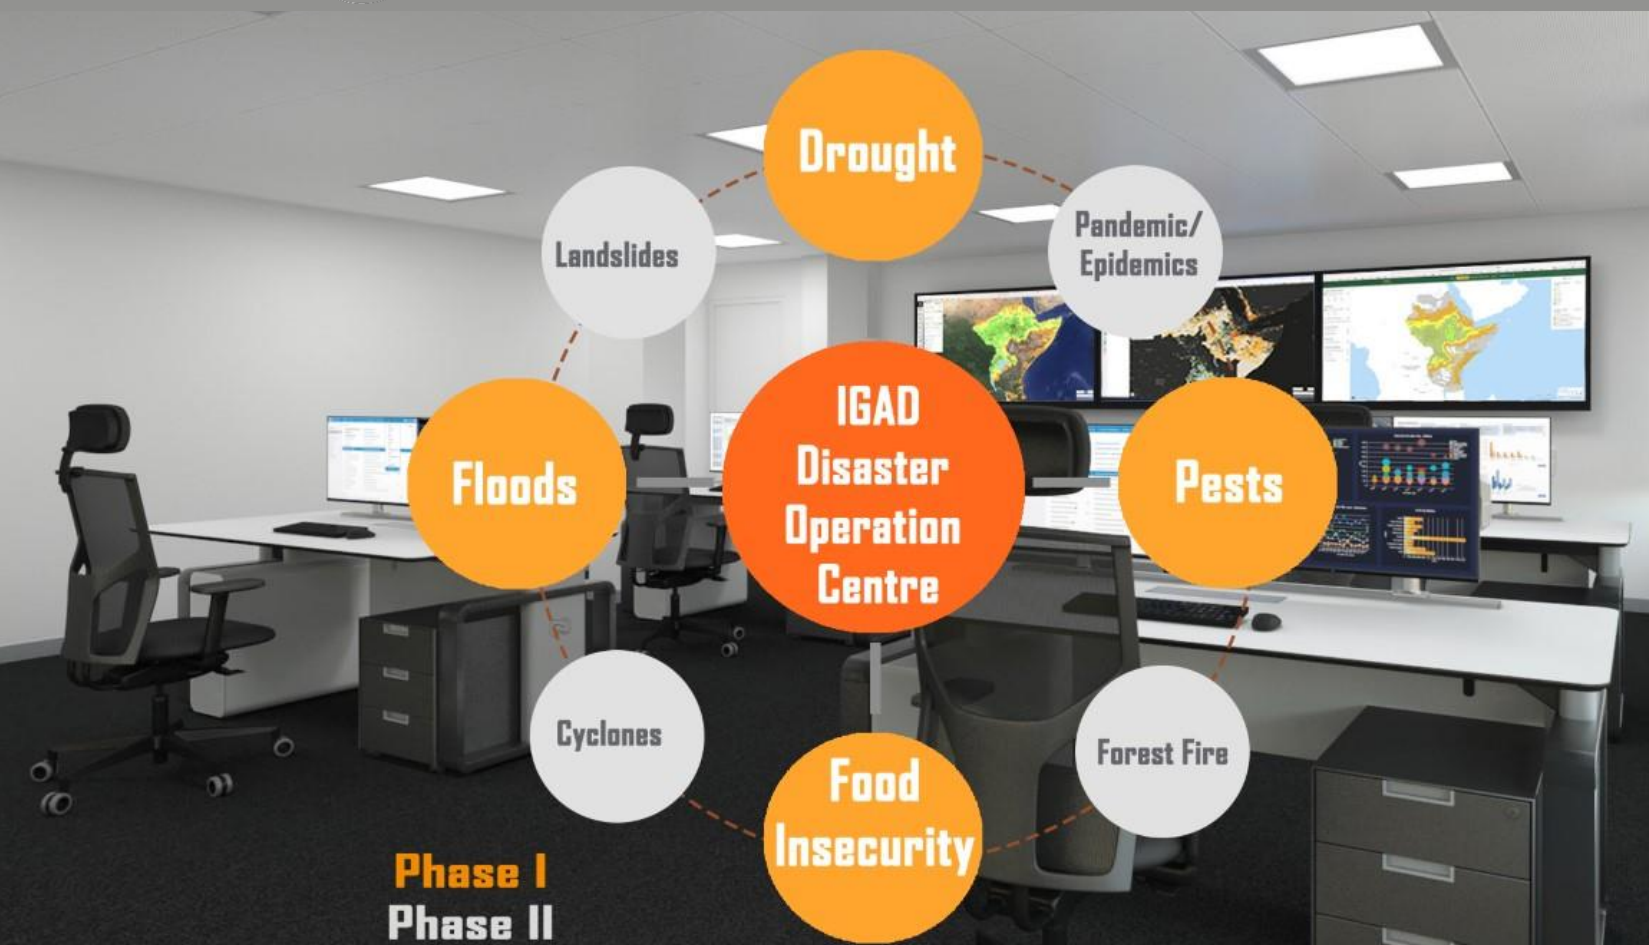 Drought
Landslides
Pandemic/
Epidemics
IGAD
Disaster
Operation
Centre
Floods
Pests
Cyclones
Forest Fire
Food
Insecurity
Phase I
Phase II